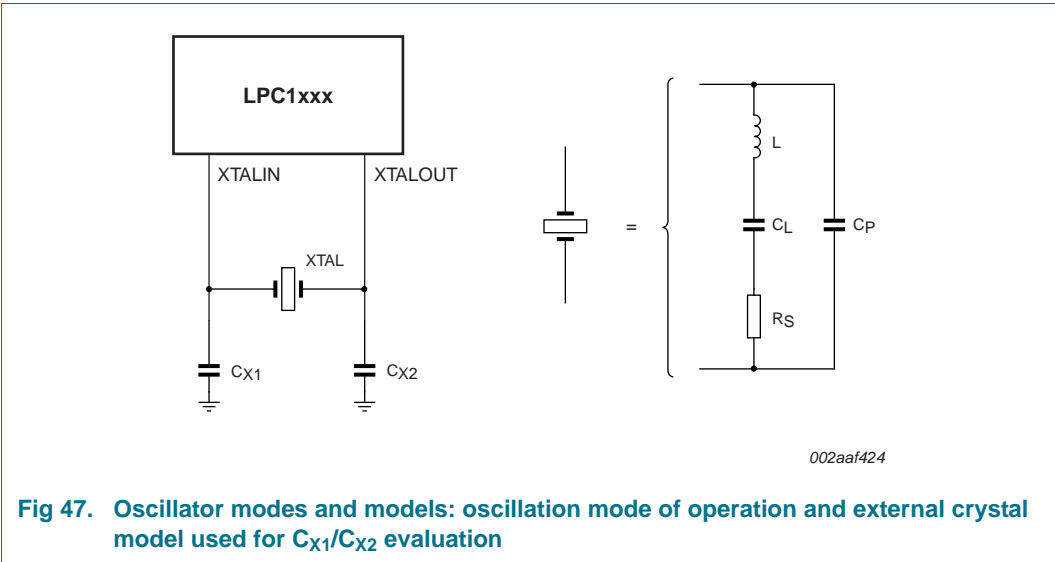 LPC1xxx
XTALIN
XTALOUT
XTAL
CX1
CX2
=
L
CL
CP
RS
002aaf424
Fig 47. Oscillator modes and models: oscillation mode of operation and external crystal
model used for CX1/CX2 evaluation